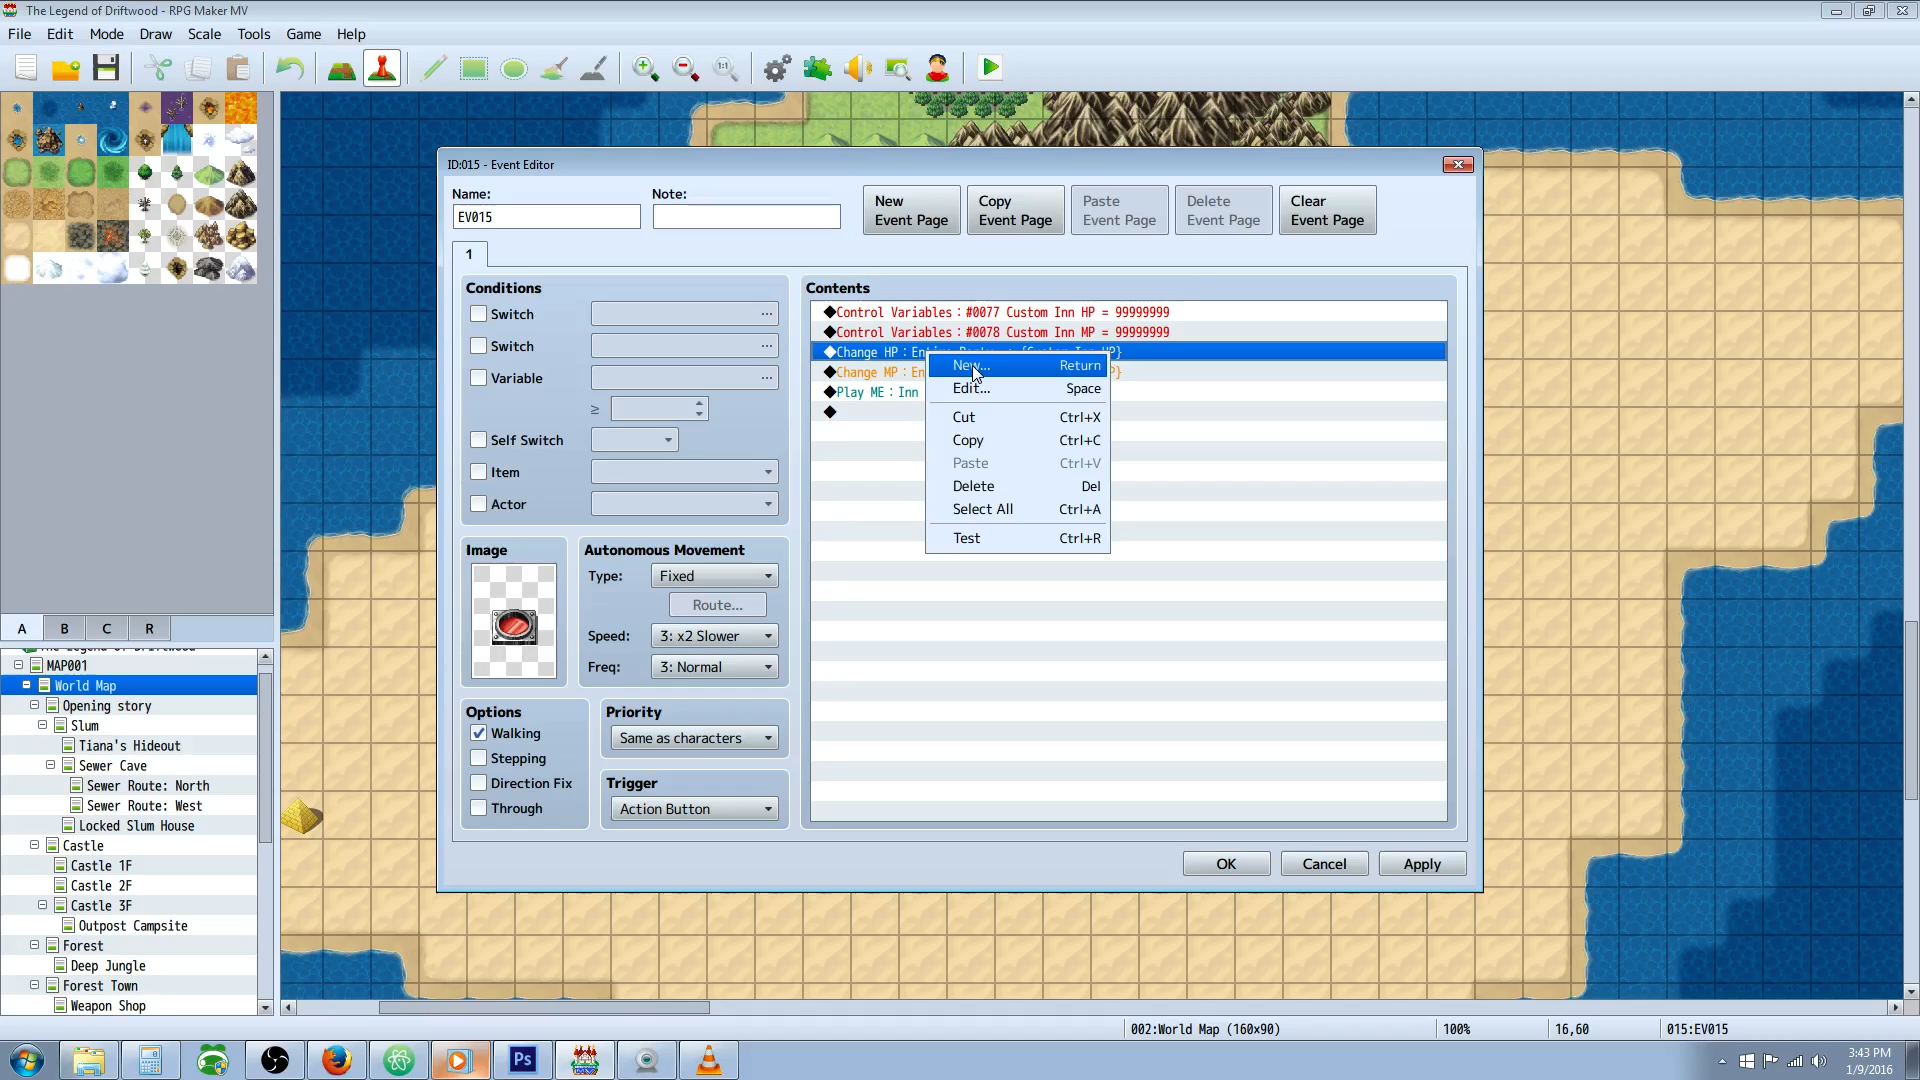 The Legend of Driftwood - RPG Maker MV
File Edit Mode Draw Scale Tools Game Help
1:1
ID:015 - Event Editor
Name: Note:
EV015
New Event Page
Copy Event Page
Paste Event Page
Delete Event Page
Clear Event Page
1
Conditions
Switch ...
Switch ...
Variable ...
≥
Self Switch
Item
Actor
Image
Autonomous Movement
Type: Fixed
Route...
Speed: 3: x2 Slower
Freq: 3: Normal
Options
Walking
Stepping
Direction Fix
Through
Priority
Same as characters
Trigger
Action Button
Contents
◆Control Variables：#0077 Custom Inn HP = 99999999
◆Control Variables：#0078 Custom Inn MP = 99999999
◆Change HP：
◆Change MP：
◆Play ME：Inn
◆
New... Return
Edit... Space
Cut Ctrl+X
Copy Ctrl+C
Paste Ctrl+V
Delete Del
Select All Ctrl+A
Test Ctrl+R
OK Cancel Apply
A B C R
The Legend of Driftwood
MAP001
World Map
Opening story
Slum
Tiana's Hideout
Sewer Cave
Sewer Route: North
Sewer Route: West
Locked Slum House
Castle
Castle 1F
Castle 2F
Castle 3F
Outpost Campsite
Forest
Deep Jungle
Forest Town
Weapon Shop
002:World Map (160x90) 100% 16,60 015:EV015
Ps
3:43 PM
1/9/2016